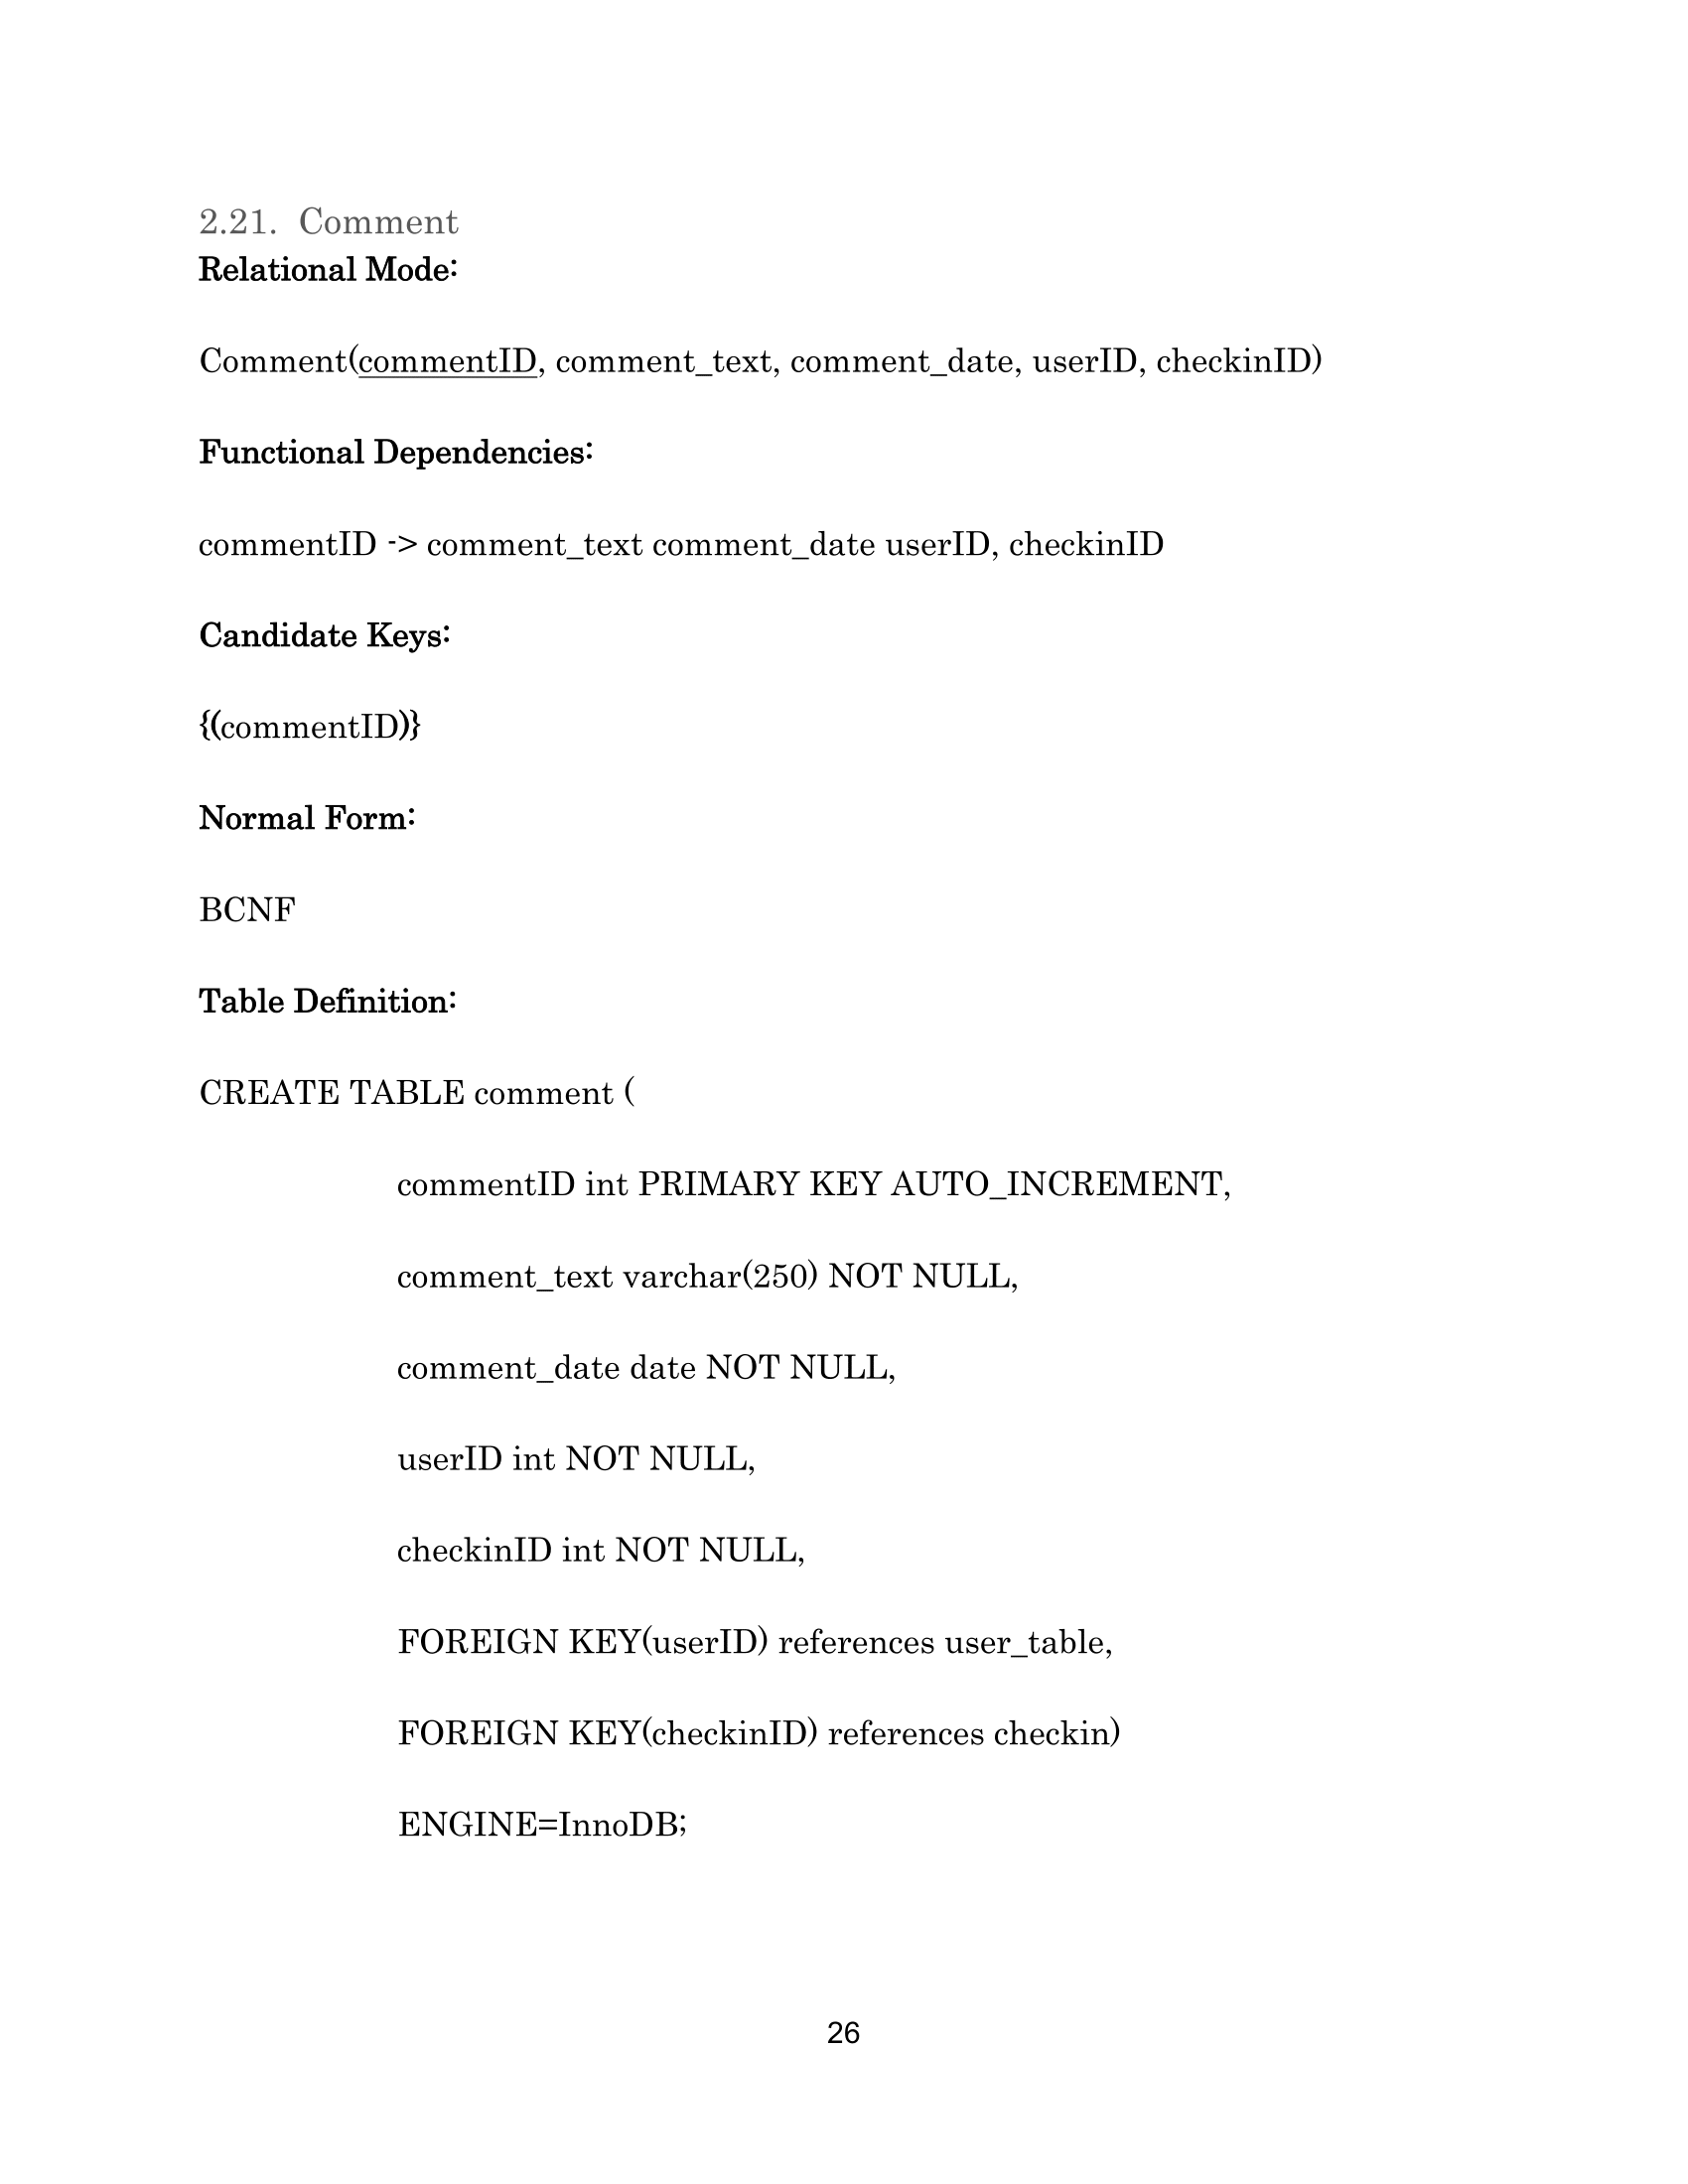 2.21. Comment
Relational Mode:
Comment(commentID, comment_text, comment_date, userID, checkinID)
Functional Dependencies:
commentID -> comment_text comment_date userID, checkinID
Candidate Keys:
{(commentID)}
Normal Form:
BCNF
Table Definition:
CREATE TABLE comment (
commentID int PRIMARY KEY AUTO_INCREMENT,
comment_text varchar(250) NOT NULL,
comment_date date NOT NULL,
userID int NOT NULL,
checkinID int NOT NULL,
FOREIGN KEY(userID) references user_table,
FOREIGN KEY(checkinID) references checkin)
ENGINE=InnoDB;
26